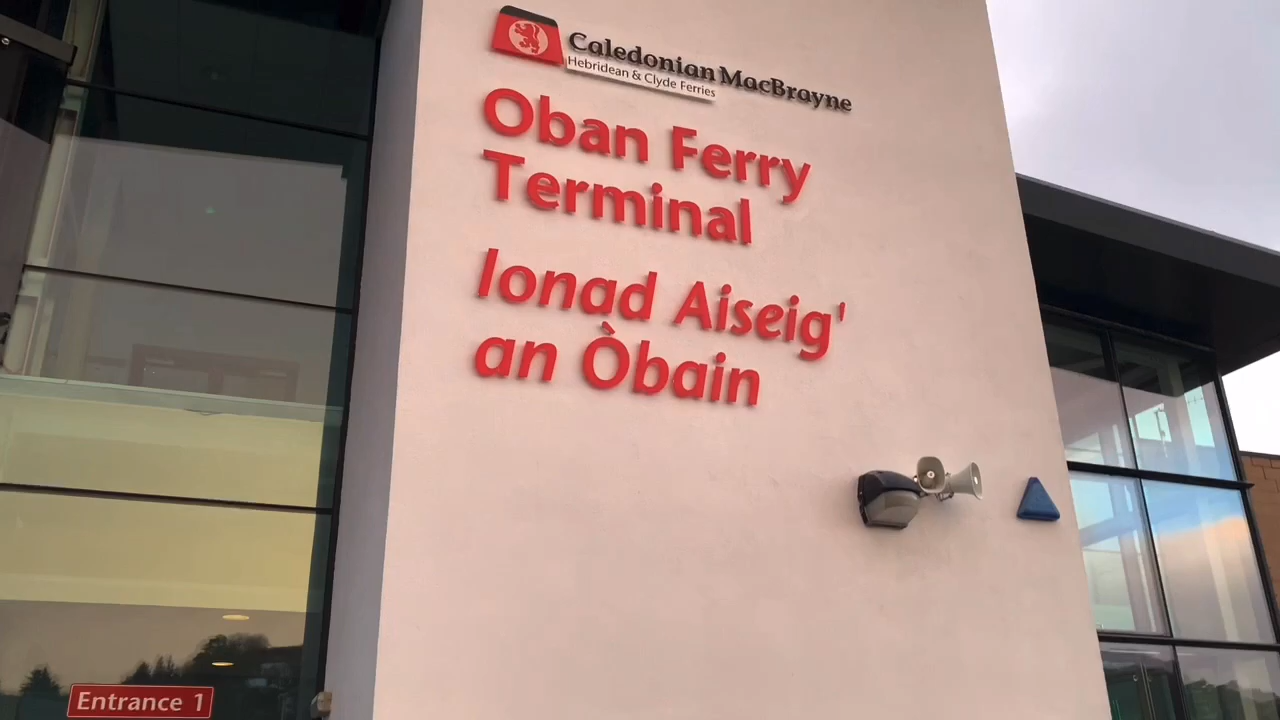 Caledonian MacBrayne
Hebridean & Clyde Ferries
Oban Ferry
Terminal
Ionad Aiseig'
an Òbain
Entrance 1